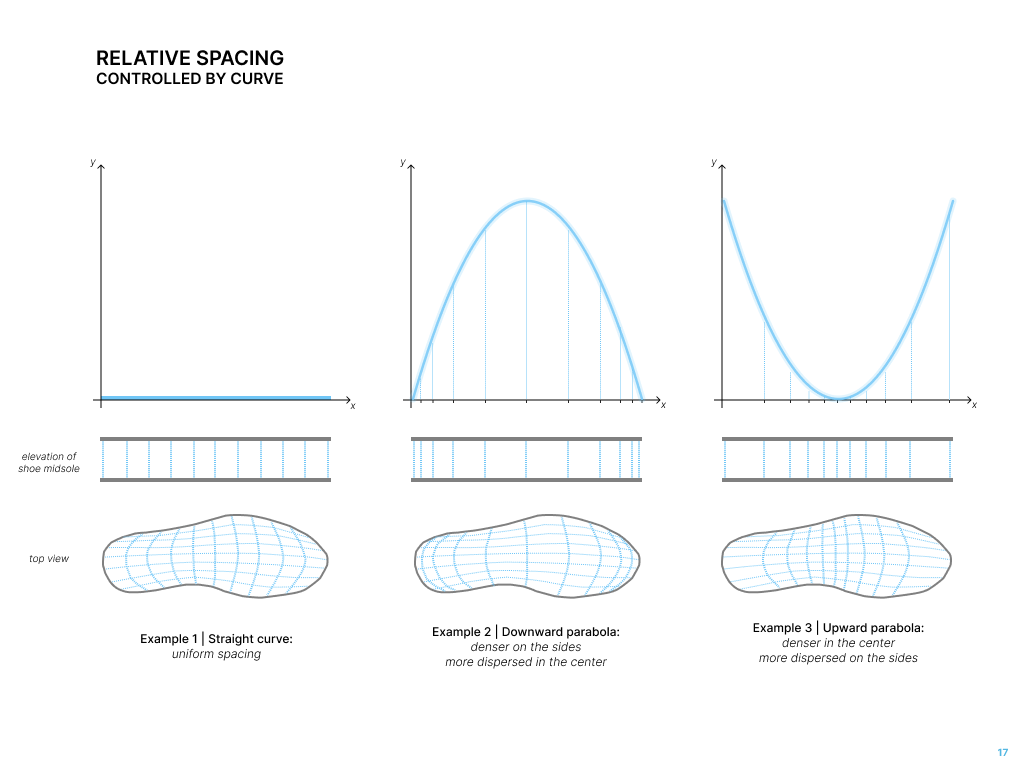 RELATIVE SPACING
CONTROLLED BY CURVE
y
y
y
x
x
x
elevation of
shoe midsole
top view
Example 1 | Straight curve:
uniform spacing
Example 2 | Downward parabola:
denser on the sides
more dispersed in the center
Example 3 | Upward parabola:
denser in the center
more dispersed on the sides
17